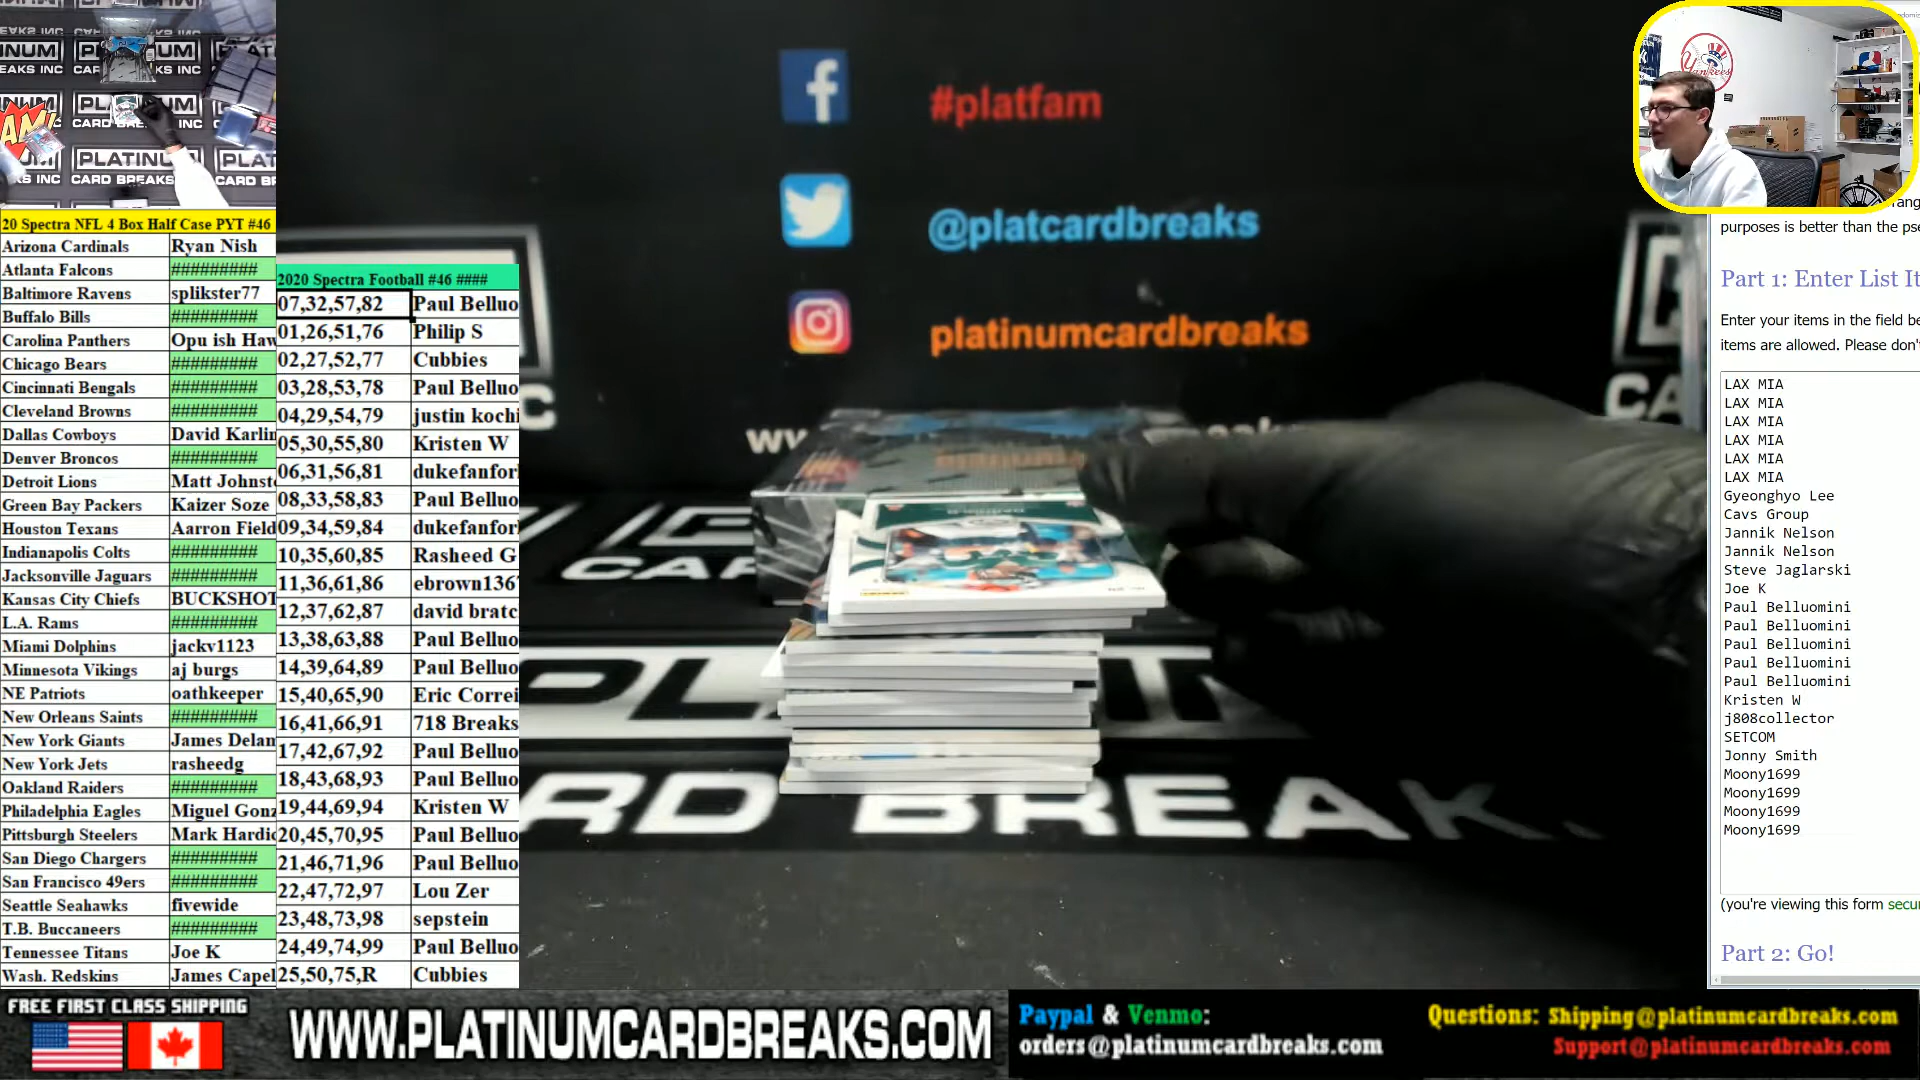 PLATINUM
CARD BREAKS INC
20 Spectra NFL 4 Box Half Case PYT #46
Arizona Cardinals Ryan Nish
Atlanta Falcons #########
Baltimore Ravens splikster77
Buffalo Bills #########
Carolina Panthers Opu ish Haw
Chicago Bears #########
Cincinnati Bengals #########
Cleveland Browns #########
Dallas Cowboys David Karlin
Denver Broncos #########
Detroit Lions Matt Johnst
Green Bay Packers Kaizer Soze
Houston Texans Aarron Field
Indianapolis Colts #########
Jacksonville Jaguars #########
Kansas City Chiefs BUCKSHOT
L.A. Rams #########
Miami Dolphins jackv1123
Minnesota Vikings aj burgs
NE Patriots oathkeeper
New Orleans Saints #########
New York Giants James Delan
New York Jets rasheedg
Oakland Raiders #########
Philadelphia Eagles Miguel Gonz
Pittsburgh Steelers Mark Hardic
San Diego Chargers #########
San Francisco 49ers #########
Seattle Seahawks fivewide
T.B. Buccaneers #########
Tennessee Titans Joe K
Wash. Redskins James Capel
2020 Spectra Football #46 ####
07,32,57,82 Paul Belluo
01,26,51,76 Philip S
02,27,52,77 Cubbies
03,28,53,78 Paul Belluo
04,29,54,79 justin kochi
05,30,55,80 Kristen W
06,31,56,81 dukefanfor
08,33,58,83 Paul Belluo
09,34,59,84 dukefanfor
10,35,60,85 Rasheed G
11,36,61,86 ebrown136
12,37,62,87 david bratc
13,38,63,88 Paul Belluo
14,39,64,89 Paul Belluo
15,40,65,90 Eric Correi
16,41,66,91 718 Breaks
17,42,67,92 Paul Belluo
18,43,68,93 Paul Belluo
19,44,69,94 Kristen W
20,45,70,95 Paul Belluo
21,46,71,96 Paul Belluo
22,47,72,97 Lou Zer
23,48,73,98 sepstein
24,49,74,99 Paul Belluo
25,50,75,R Cubbies
#platfam
@platcardbreaks
platinumcardbreaks
RD BREAK
Yankees
purposes is better than the pse
Part 1: Enter List It
Enter your items in the field be
items are allowed. Please don'
LAX MIA
LAX MIA
LAX MIA
LAX MIA
LAX MIA
LAX MIA
Gyeonghyo Lee
Cavs Group
Jannik Nelson
Jannik Nelson
Steve Jaglarski
Joe K
Paul Belluomini
Paul Belluomini
Paul Belluomini
Paul Belluomini
Paul Belluomini
Kristen W
j808collector
SETCOM
Jonny Smith
Moony1699
Moony1699
Moony1699
Moony1699
(you're viewing this form secu
Part 2: Go!
FREE FIRST CLASS SHIPPING
WWW.PLATINUMCARDBREAKS.COM
Paypal & Venmo:
orders@platinumcardbreaks.com
Questions: Shipping@platinumcardbreaks.com
Support@platinumcardbreaks.com